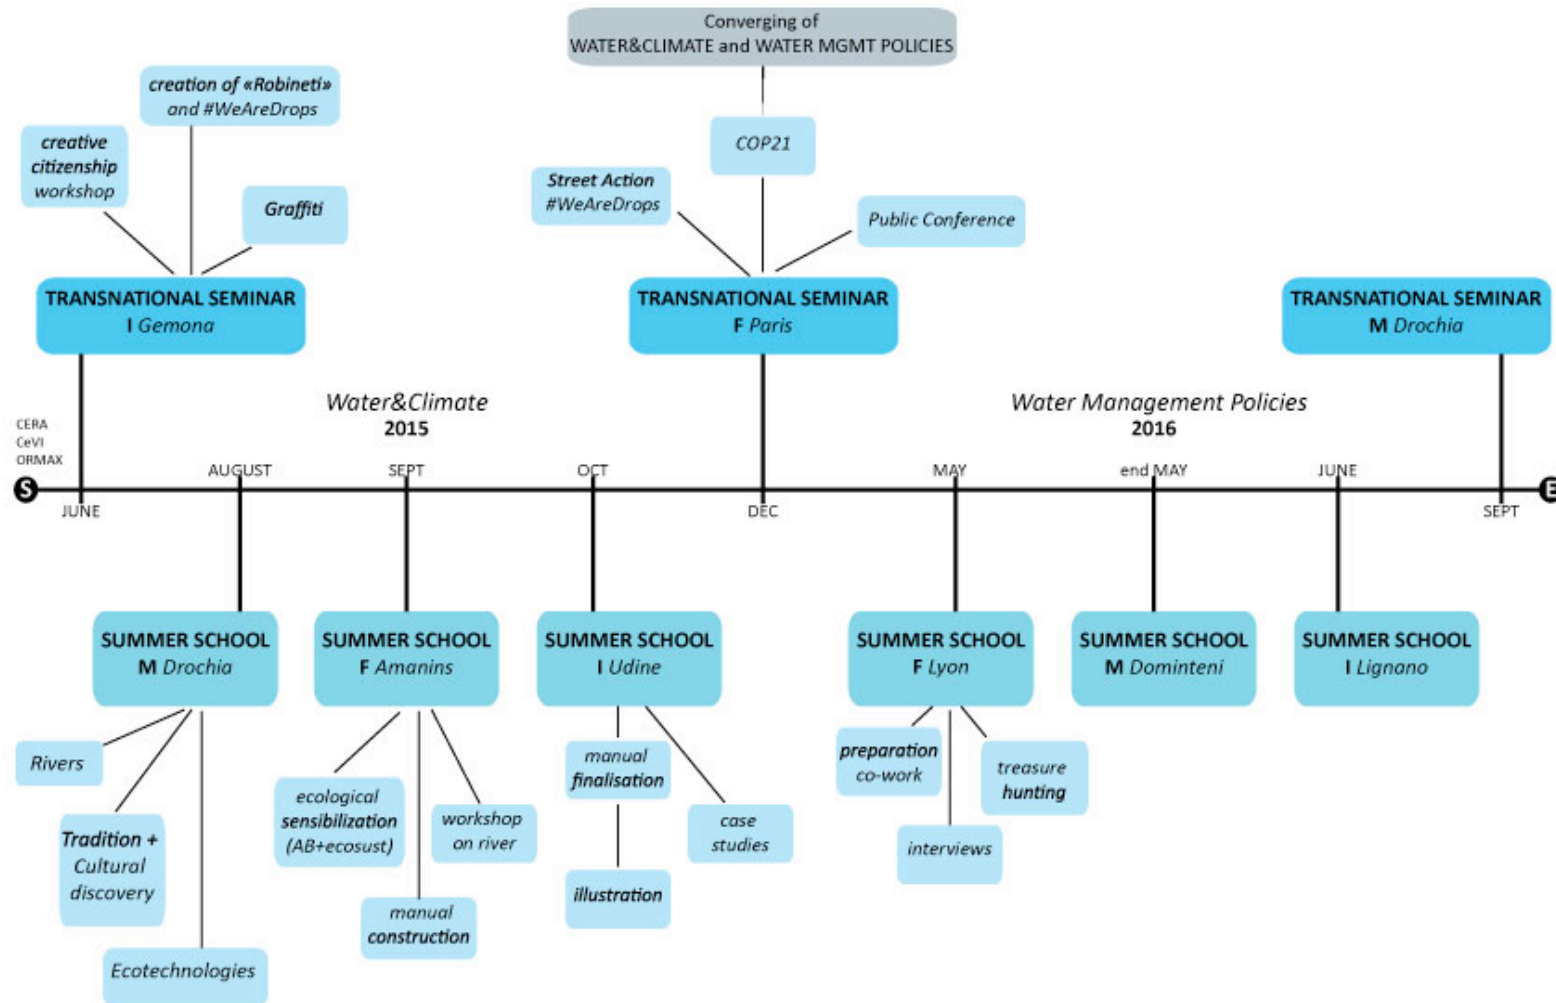 Converging of
WATER&CLIMATE and WATER MGMT POLICIES
creation of «Robineti»
and #WeAreDrops
creative
citizenship
workshop
Graffiti
COP21
Street Action
#WeAreDrops
Public Conference
TRANSNATIONAL SEMINAR
I Gemona
TRANSNATIONAL SEMINAR
F Paris
TRANSNATIONAL SEMINAR
M Drochia
Water&Climate
2015
Water Management Policies
2016
CERA
CeVI
ORMAX
AUGUST
SEPT
OCT
MAY
end MAY
JUNE
S
E
JUNE
DEC
SEPT
SUMMER SCHOOL
M Drochia
SUMMER SCHOOL
F Amanins
SUMMER SCHOOL
I Udine
SUMMER SCHOOL
F Lyon
SUMMER SCHOOL
M Dominteni
SUMMER SCHOOL
I Lignano
Rivers
Tradition +
Cultural
discovery
Ecotechnologies
ecological
sensibilization
(AB+ecosust)
manual
construction
workshop
on river
manual
finalisation
illustration
case
studies
preparation
co-work
interviews
treasure
hunting